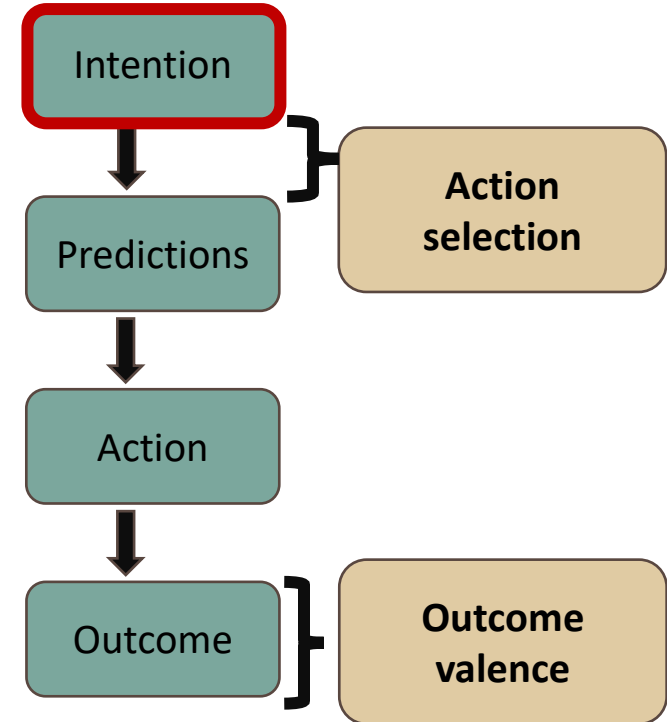 Intention
Action
selection
Predictions
Action
Outcome
Outcome
valence